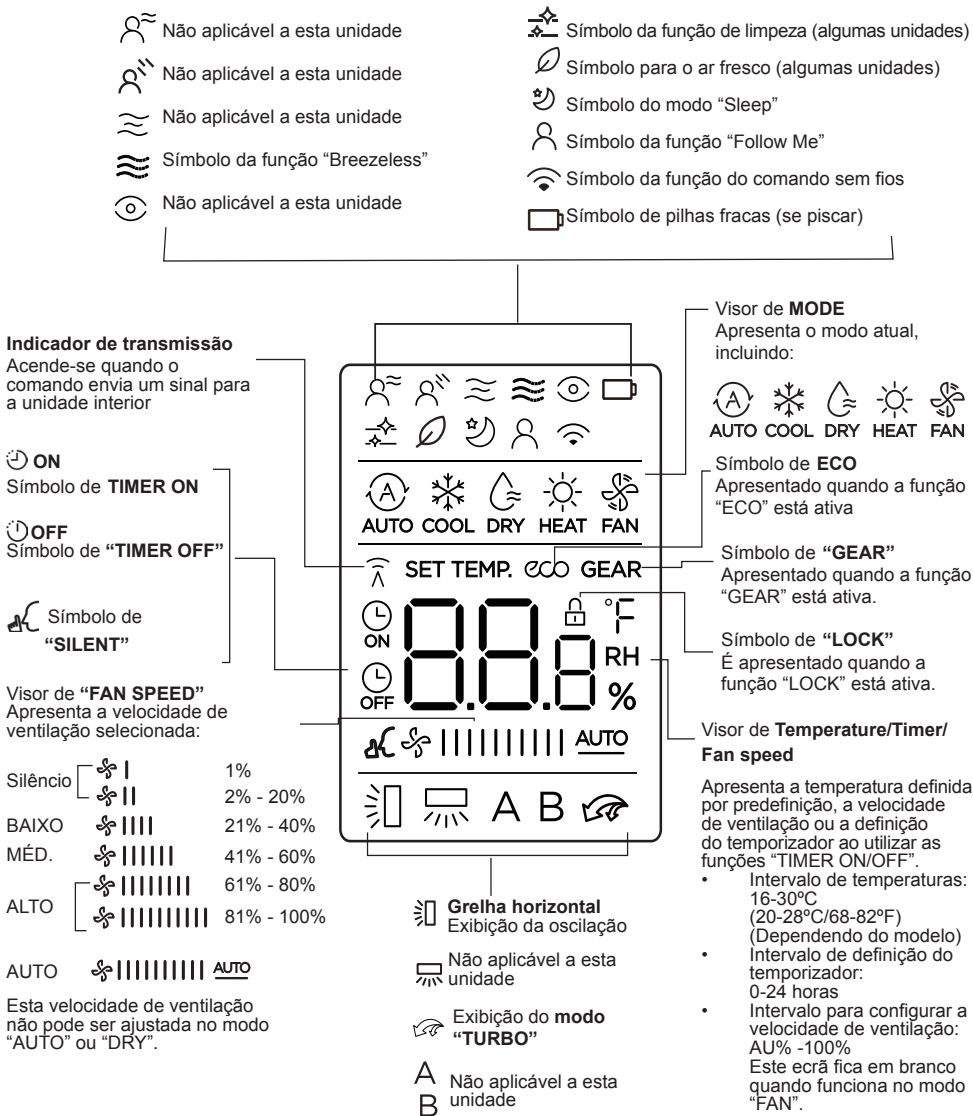 Não aplicável a esta unidade
Não aplicável a esta unidade
Não aplicável a esta unidade
Símbolo da função “Breezeless”
Não aplicável a esta unidade
Símbolo da função de limpeza (algumas unidades)
Símbolo para o ar fresco (algumas unidades)
Símbolo do modo “Sleep”
Símbolo da função “Follow Me”
Símbolo da função do comando sem fios
Símbolo de pilhas fracas (se piscar)
Indicador de transmissão
Acende-se quando o
comando envia um sinal para
a unidade interior
ON
Símbolo de TIMER ON
OFF
Símbolo de “TIMER OFF”
Símbolo de
“SILENT”
Visor de “FAN SPEED”
Apresenta a velocidade de
ventilação selecionada:
Silêncio
1%
2% - 20%
BAIXO 21% - 40%
MÉD. 41% - 60%
ALTO
61% - 80%
81% - 100%
AUTO AUTO
Esta velocidade de ventilação
não pode ser ajustada no modo
“AUTO” ou “DRY”.
A
AUTO COOL DRY HEAT FAN
SET TEMP. eco GEAR
ON
OFF
88.8
°F
RH
%
AUTO
A B
Grelha horizontal
Exibição da oscilação
Não aplicável a esta
unidade
Exibição do modo
“TURBO”
A
B
Não aplicável a esta
unidade
Visor de MODE
Apresenta o modo atual,
incluindo:
A
AUTO COOL DRY HEAT FAN
Símbolo de ECO
Apresentado quando a função
“ECO” está ativa
Símbolo de “GEAR”
Apresentado quando a função
“GEAR” está ativa.
Símbolo de “LOCK”
É apresentado quando a
função “LOCK” está ativa.
Visor de Temperature/Timer/
Fan speed
Apresenta a temperatura definida
por predefinição, a velocidade
de ventilação ou a definição
do temporizador ao utilizar as
funções “TIMER ON/OFF”.
• Intervalo de temperaturas:
16-30ºC
(20-28ºC/68-82ºF)
(Dependendo do modelo)
• Intervalo de definição do
temporizador:
0-24 horas
• Intervalo para configurar a
velocidade de ventilação:
AU% -100%
Este ecrã fica em branco
quando funciona no modo
“FAN”.